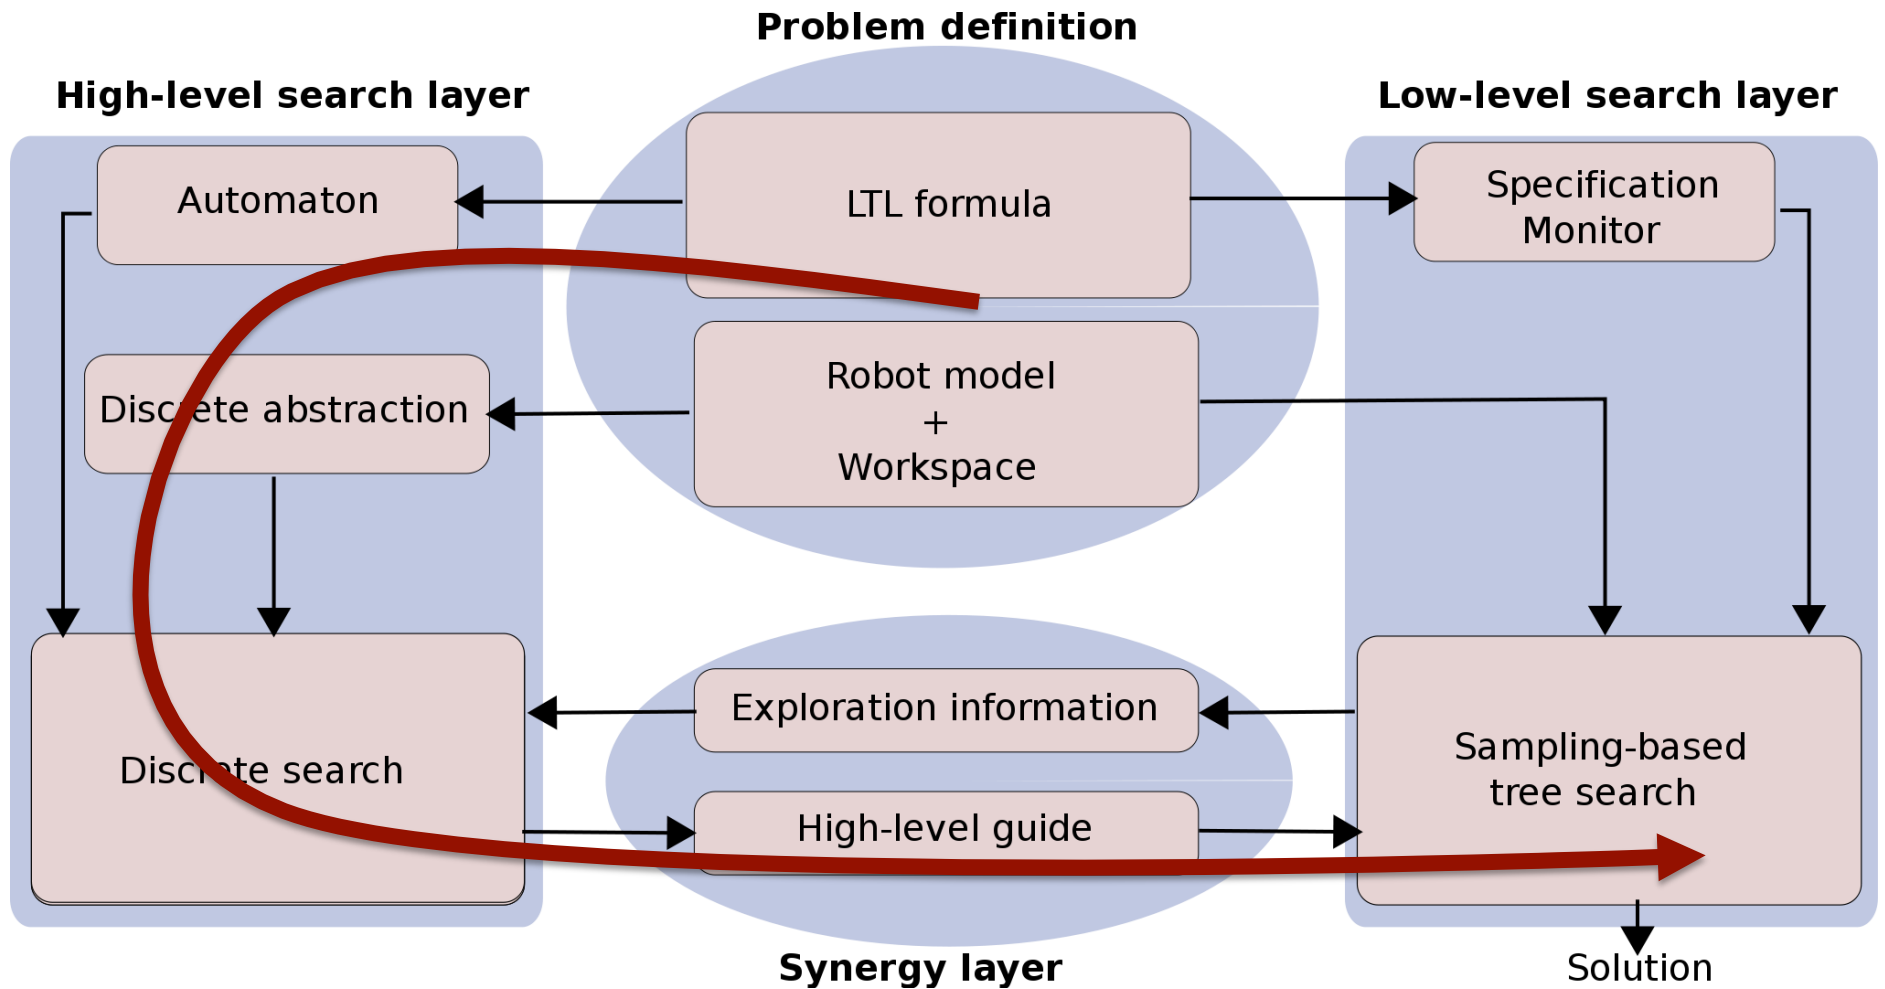 Problem definition
High-level search layer
Low-level search layer
Automaton
LTL formula
Specification
Monitor
Discrete abstraction
Robot model
+
Workspace
Exploration information
Discrete search
Sampling-based
tree search
High-level guide
Synergy layer
Solution